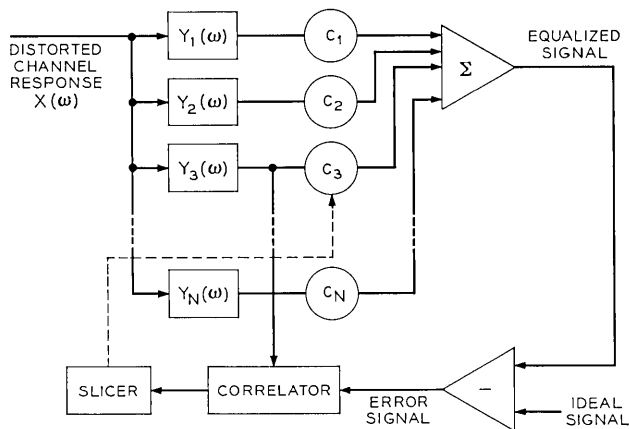 DISTORTED
CHANNEL
RESPONSE
X(ω)
Y1(ω)
C1
Σ
EQUALIZED
SIGNAL
Y2(ω)
C2
Y3(ω)
C3
YN(ω)
CN
SLICER
CORRELATOR
ERROR
SIGNAL
−
IDEAL
SIGNAL